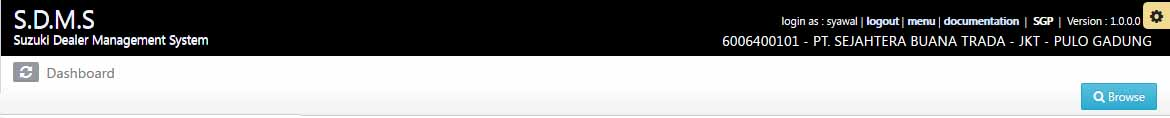 S.D.M.S
Suzuki Dealer Management System
login as : syawal | logout | menu | documentation | SGP | Version : 1.0.0.0
6006400101 - PT. SEJAHTERA BUANA TRADA - JKT - PULO GADUNG
Dashboard
Browse